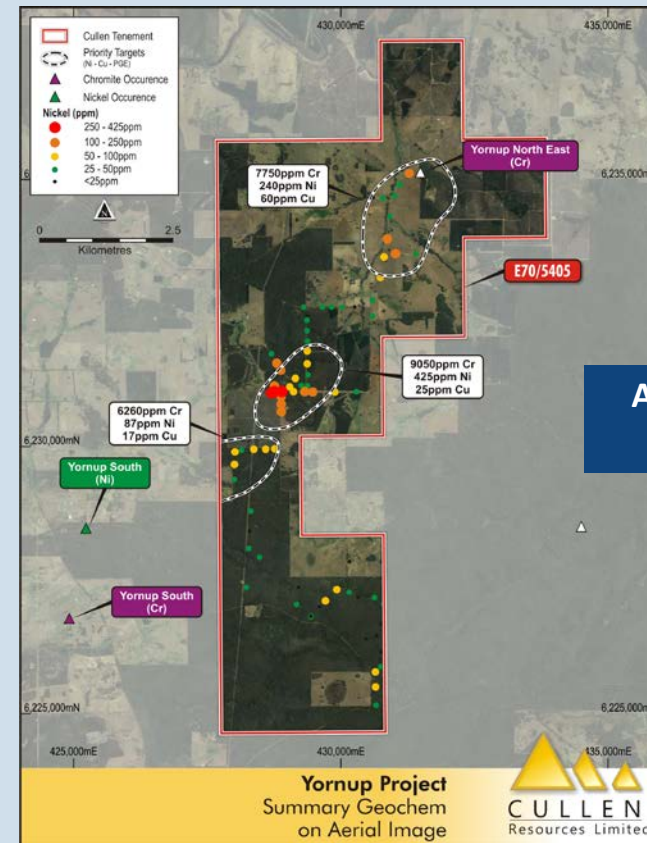 Cullen Tenement
Priority Targets
(Ni - Cu - PGE)
Chromite Occurence
Nickel Occurence
Nickel (ppm)
250 - 425ppm
100 - 250ppm
50 - 100ppm
25 - 50ppm
<25ppm
N
0 2.5
Kilometres
430,000mE
435,000mE
6,235,000m
Yornup North East
(Cr)
7750ppm Cr
240ppm Ni
60ppm Cu
E70/5405
9050ppm Cr
425ppm Ni
25ppm Cu
A
6260ppm Cr
87ppm Ni
17ppm Cu
6,230,000mN
Yornup South
(Ni)
Yornup South
(Cr)
6,225,000mN
6,225,000m
425,000mE
430,000mE
435,000mE
Yornup Project
Summary Geochem
on Aerial Image
CULLEN
Resources Limited